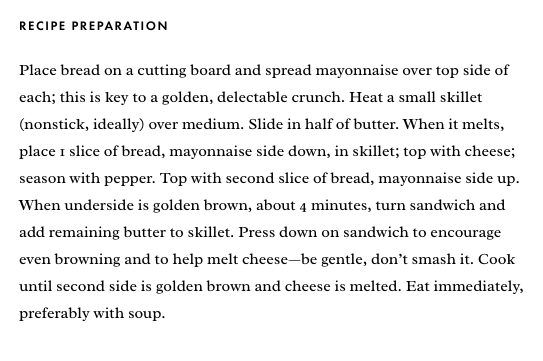 RECIPE PREPARATION
Place bread on a cutting board and spread mayonnaise over top side of
each; this is key to a golden, delectable crunch. Heat a small skillet
(nonstick, ideally) over medium. Slide in half of butter. When it melts,
place 1 slice of bread, mayonnaise side down, in skillet; top with cheese;
season with pepper. Top with second slice of bread, mayonnaise side up.
When underside is golden brown, about 4 minutes, turn sandwich and
add remaining butter to skillet. Press down on sandwich to encourage
even browning and to help melt cheese—be gentle, don’t smash it. Cook
until second side is golden brown and cheese is melted. Eat immediately,
preferably with soup.